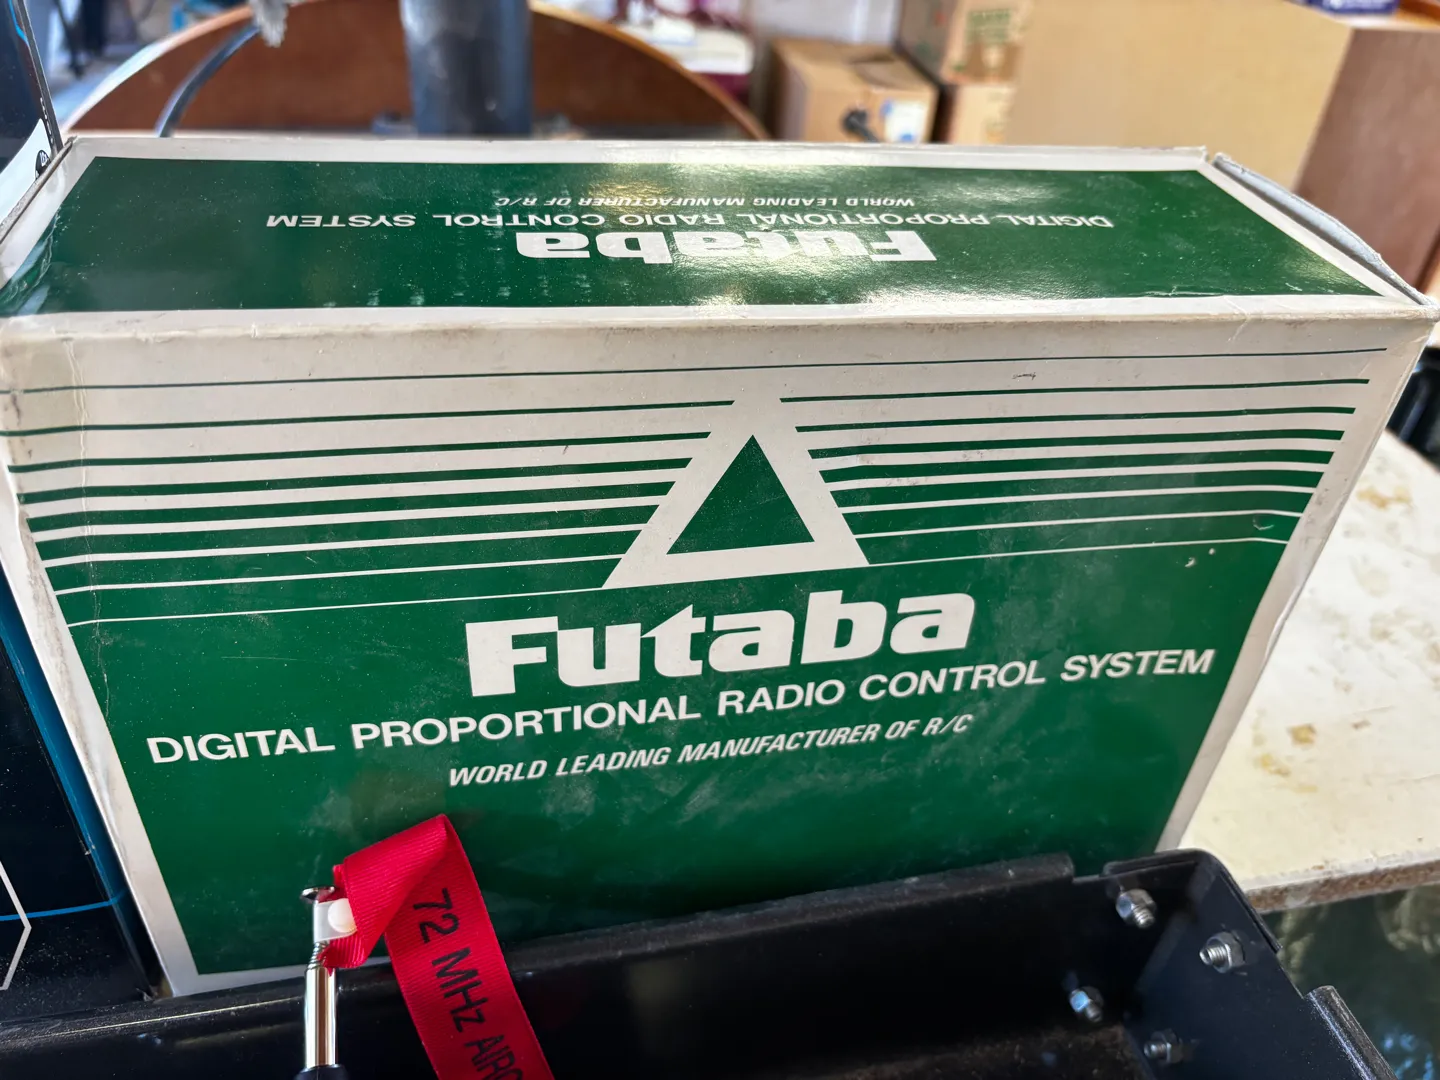 Futaba
DIGITAL PROPORTIONAL RADIO CONTROL SYSTEM
WORLD LEADING MANUFACTURER OF R/C
Futaba
DIGITAL PROPORTIONAL RADIO CONTROL SYSTEM
WORLD LEADING MANUFACTURER OF R/C
72 MHz